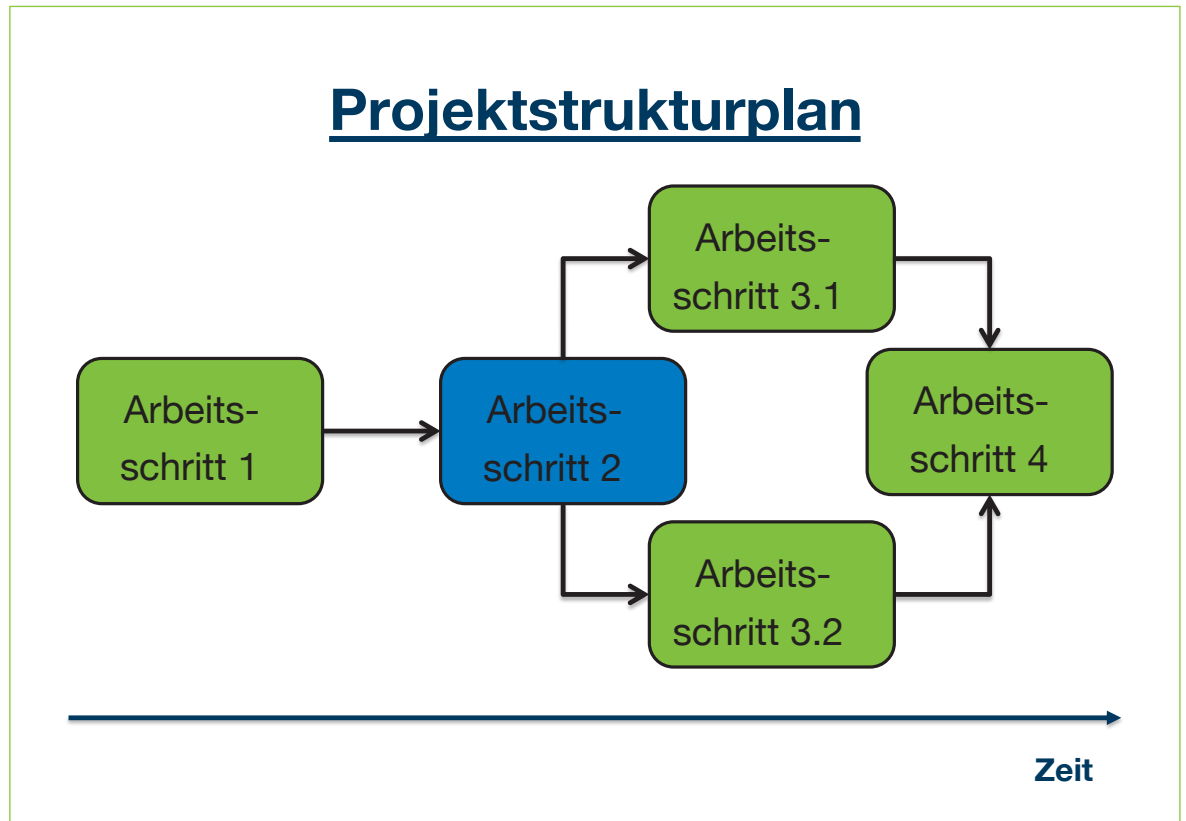 Projektstrukturplan
Arbeits-
schritt 1
Arbeits-
schritt 2
Arbeits-
schritt 3.1
Arbeits-
schritt 3.2
Arbeits-
schritt 4
Zeit